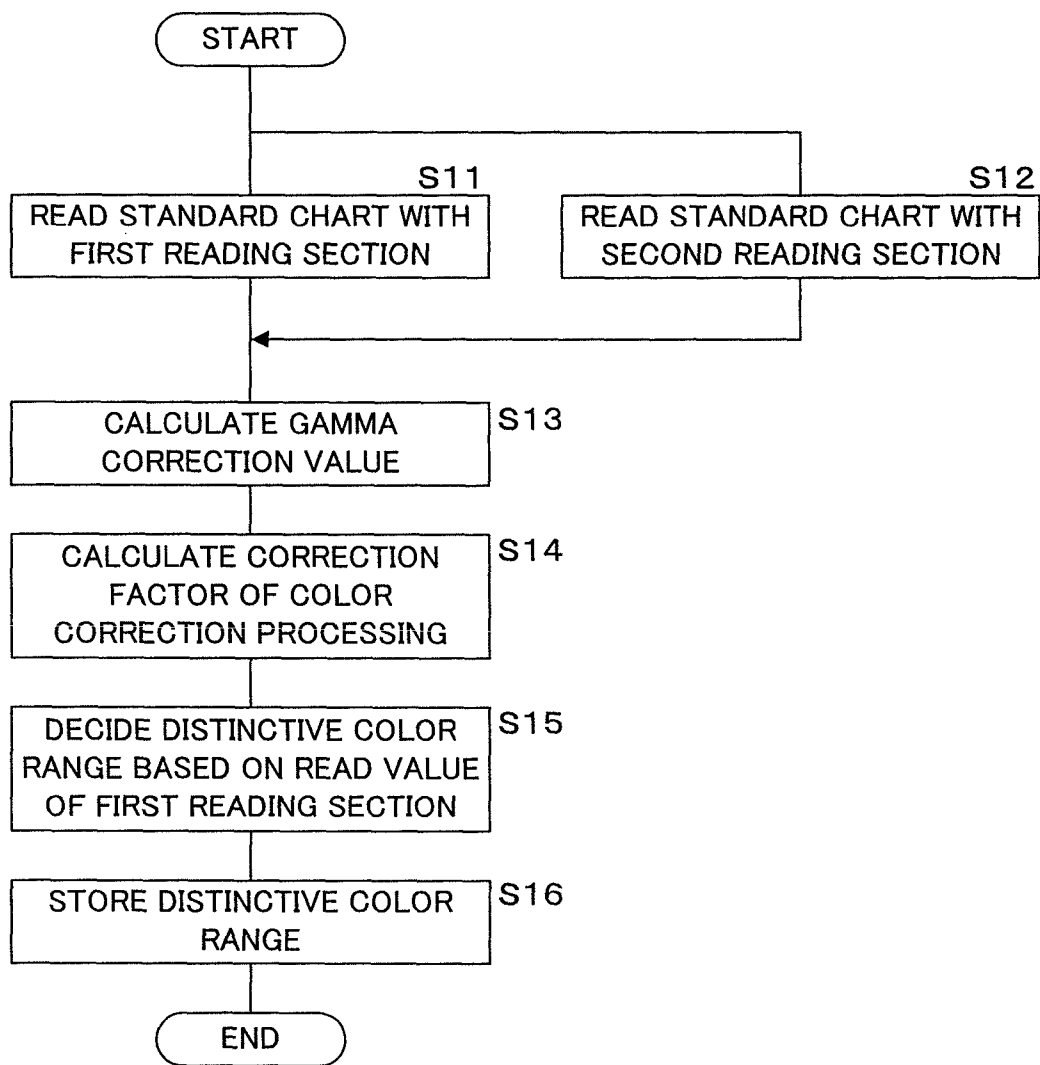 START
S11
READ STANDARD CHART WITH
FIRST READING SECTION
S12
READ STANDARD CHART WITH
SECOND READING SECTION
S13
CALCULATE GAMMA
CORRECTION VALUE
S14
CALCULATE CORRECTION
FACTOR OF COLOR
CORRECTION PROCESSING
S15
DECIDE DISTINCTIVE COLOR
RANGE BASED ON READ VALUE
OF FIRST READING SECTION
S16
STORE DISTINCTIVE COLOR
RANGE
END